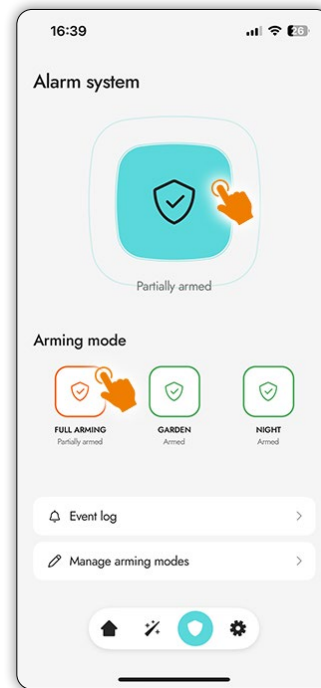 16:39
26
Alarm system
Partially armed
Arming mode
FULL ARMING
Partially armed
GARDEN
Armed
NIGHT
Armed
Event log
Manage arming modes